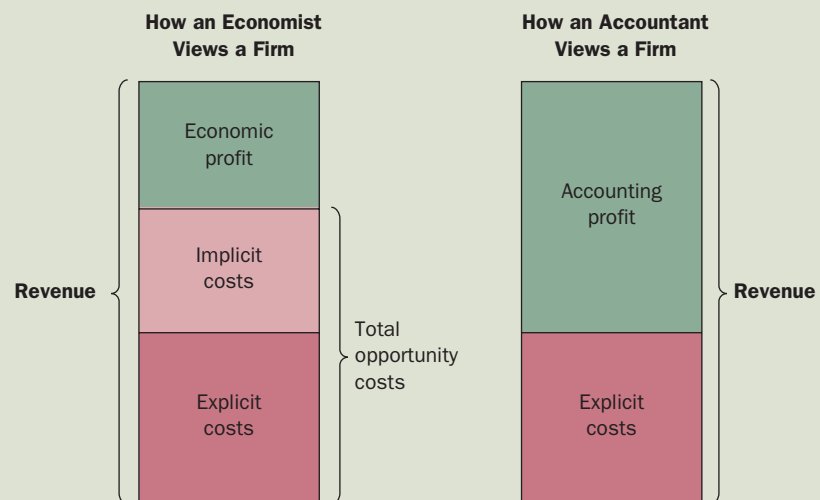 How an Economist
Views a Firm
Economic
profit
Implicit
costs
Explicit
costs
Revenue
Total
opportunity
costs
How an Accountant
Views a Firm
Accounting
profit
Explicit
costs
Revenue